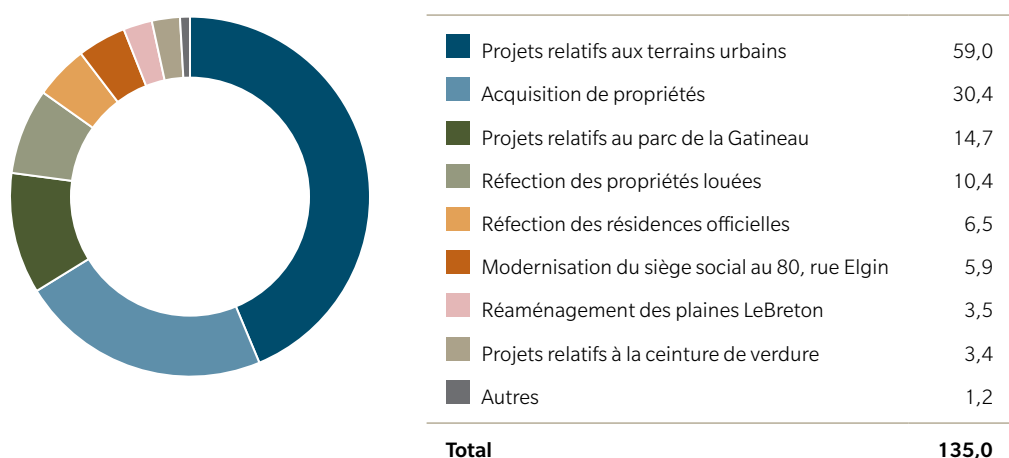 Projets relatifs aux terrains urbains 59,0
Acquisition de propriétés 30,4
Projets relatifs au parc de la Gatineau 14,7
Réfection des propriétés louées 10,4
Réfection des résidences officielles 6,5
Modernisation du siège social au 80, rue Elgin 5,9
Réaménagement des plaines LeBreton 3,5
Projets relatifs à la ceinture de verdure 3,4
Autres 1,2
Total 135,0